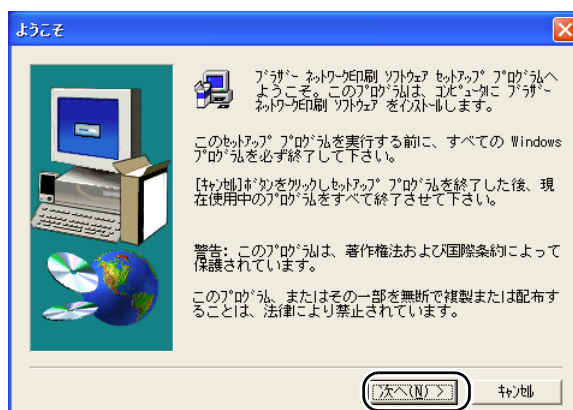 ようこそ
ﾌﾞﾗｻﾞｰ ﾈｯﾄﾜｰｸ印刷 ｿﾌﾄｳｪｱ ｾｯﾄｱｯﾌﾟ ﾌﾟﾛｸﾞﾗﾑへ
ようこそ。このﾌﾟﾛｸﾞﾗﾑは、ｺﾝﾋﾟｭｰﾀに ﾌﾞﾗｻﾞｰ
ﾈｯﾄﾜｰｸ印刷 ｿﾌﾄｳｪｱ をｲﾝｽﾄｰﾙします。
このｾｯﾄｱｯﾌﾟ ﾌﾟﾛｸﾞﾗﾑを実行する前に、すべての Windows
ﾌﾟﾛｸﾞﾗﾑを必ず終了して下さい。
[ｷｬﾝｾﾙ]ﾎﾞﾀﾝをｸﾘｯｸしｾｯﾄｱｯﾌﾟ ﾌﾟﾛｸﾞﾗﾑを終了した後、現
在使用中のﾌﾟﾛｸﾞﾗﾑをすべて終了させて下さい。
警告: このﾌﾟﾛｸﾞﾗﾑは、著作権法および国際条約によって
保護されています。
このﾌﾟﾛｸﾞﾗﾑ、またはその一部を無断で複製または配布す
ることは、法律により禁止されています。
次へ(N) >
ｷｬﾝｾﾙ